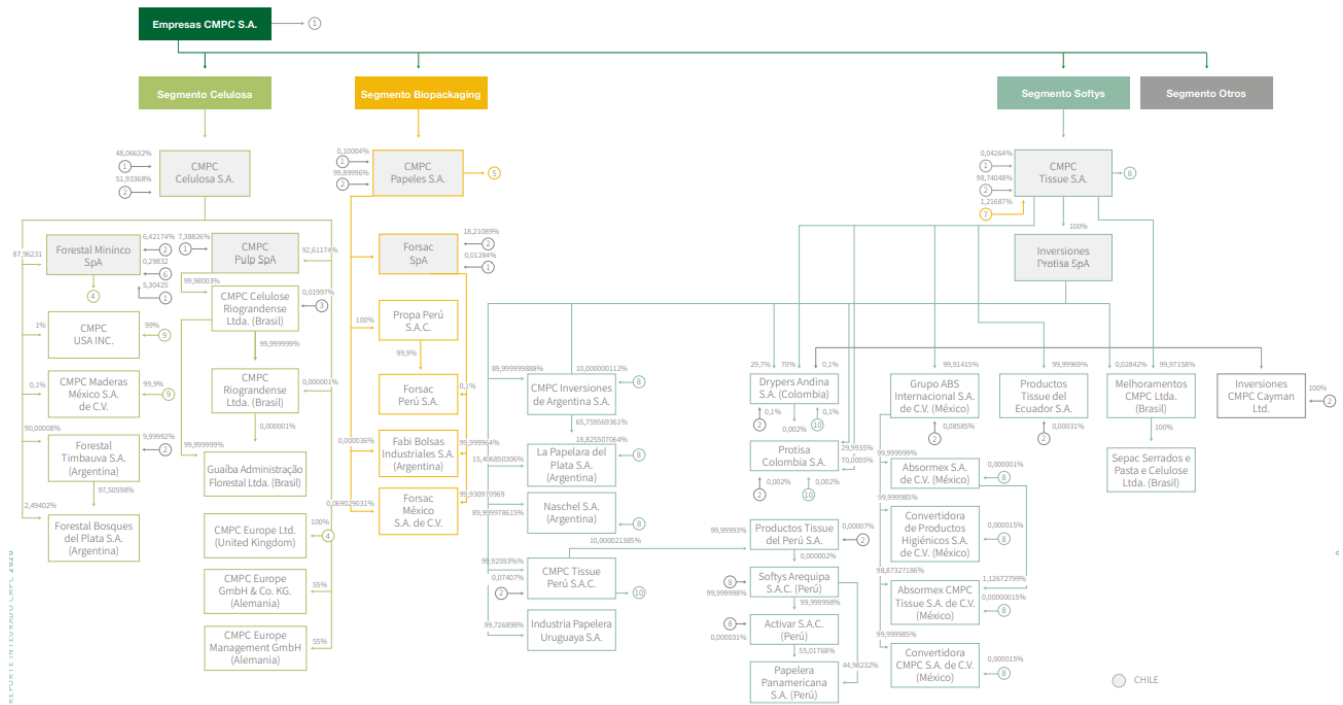 Empresas CMPC S.A.
1
Segmento Celulosa
Segmento Biopackaging
Segmento Softys
Segmento Otros
48,06632%
1
51,93368%
2
CMPC
Celulosa S.A.
0,10004%
1
99,89996%
2
CMPC
Papeles S.A.
5
0,04264%
1
98,74048%
2
1,21687%
7
CMPC
Tissue S.A.
8
100%
Inversiones
Protisa SpA
87,96231
Forestal Mininco
SpA
6,42174%
2
0,29832
6
5,30425
1
4
7,38826%
1
CMPC
Pulp SpA
92,61174%
99,98003%
CMPC Celulose
Riograndense
Ltda. (Brasil)
0,01997%
3
99,999999%
1%
CMPC
USA INC.
99%
9
0,1%
CMPC Maderas
México S.A.
de C.V.
99,9%
9
CMPC
Riograndense
Ltda. (Brasil)
0,000001%
0,000001%
90,00008%
Forestal
Timbauva S.A.
(Argentina)
9,99992%
2
97,50598%
99,999999%
Guaíba Administração
Florestal Ltda. (Brasil)
2,49402%
Forestal Bosques
del Plata S.A.
(Argentina)
CMPC Europe Ltd.
(United Kingdom)
100%
4
CMPC Europe
GmbH & Co. KG.
(Alemania)
55%
CMPC Europe
Management GmbH
(Alemania)
55%
Forsac
SpA
18,21089%
2
0,01284%
1
100%
Propa Perú
S.A.C.
99,9%
Forsac
Perú S.A.
0,1%
0,000036%
Fabi Bolsas
Industriales S.A.
(Argentina)
99,999964%
0,069029031%
Forsac
México
S.A. de C.V.
99,930970969
89,999999888%
10,000000112%
CMPC Inversiones
de Argentina S.A.
8
65,759569361%
18,825507064%
15,406850306%
La Papelara del
Plata S.A.
(Argentina)
8
89,999978615%
Naschel S.A.
(Argentina)
8
10,000021385%
99,92593%
0,07407%
2
CMPC Tissue
Perú S.A.C.
10
99,726898%
Industria Papelera
Uruguaya S.A.
29,7%
70%
0,1%
Drypers Andina
S.A. (Colombia)
0,1%
0,1%
2
10
0,002%
Protisa
Colombia S.A.
29,9935%
70,0005%
0,002%
0,002%
2
10
99,99993%
Productos Tissue
del Perú S.A.
0,00007%
2
0,000002%
8
99,999998%
Softys Arequipa
S.A.C. (Perú)
99,999998%
8
0,000031%
Activar S.A.C.
(Perú)
55,01768%
44,98232%
Papelera
Panamericana
S.A. (Perú)
99,91415%
Grupo ABS
Internacional S.A.
de C.V. (México)
0,08585%
2
99,999999%
Absormex S.A.
de C.V. (México)
0,000001%
8
99,999985%
Convertidora
de Productos
Higiénicos S.A.
de C.V. (México)
0,000015%
8
98,87327186%
1,12672799%
Absormex CMPC
Tissue S.A. de C.V.
(México)
0,00000015%
8
99,999985%
Convertidora
CMPC S.A. de C.V.
(México)
0,000015%
8
99,99969%
Productos
Tissue del
Ecuador S.A.
0,00031%
2
0,02842%
99,97158%
Melhoramentos
CMPC Ltda.
(Brasil)
100%
Sepac Serrados e
Pasta e Celulose
Ltda. (Brasil)
Inversiones
CMPC Cayman
Ltd.
100%
2
CHILE
REPORTE INTEGRADO CMPC 2020